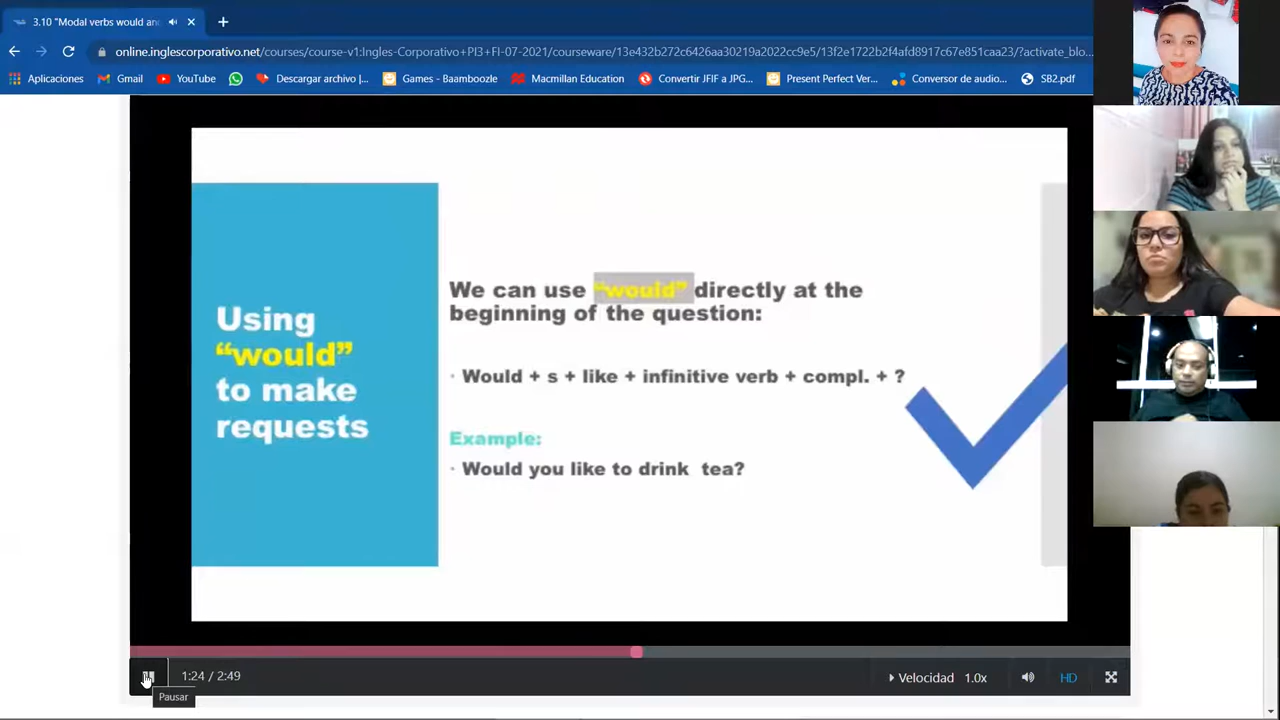 3.10 "Modal verbs would an
online.inglescorporativo.net/courses/course-v1:Ingles-Corporativo+PI3+FI-07-2021/courseware/13e432b272c6426aa30219a2022cc9e5/13f2e1722b2f4afd8917c67e851caa23/?activate_blo...
Aplicaciones
Gmail
YouTube
Descargar archivo |...
Games - Baamboozle
Macmillan Education
Convertir JFIF a JPG...
Present Perfect Ver...
Conversor de audio...
SB2.pdf
Using
“would”
to make
requests
We can use “would” directly at the
beginning of the question:
· Would + s + like + infinitive verb + compl. + ?
Example:
· Would you like to drink tea?
1:24 / 2:49
Velocidad 1.0x
HD
Pausar